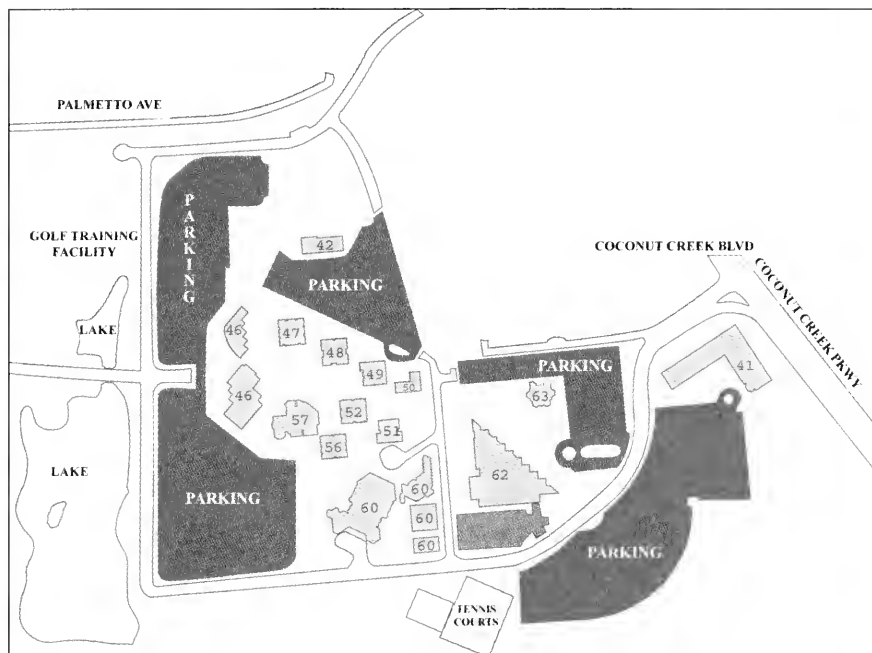 PALMETTO AVE
PARKING
GOLF TRAINING
FACILITY
42
COCONUT CREEK BLVD
COCONUT CREEK PKWY
PARKING
LAKE
46
47
48
PARKING
41
49
50
63
46
57
52
51
56
LAKE
PARKING
62
60
60
60
60
PARKING
TENNIS
COURTS